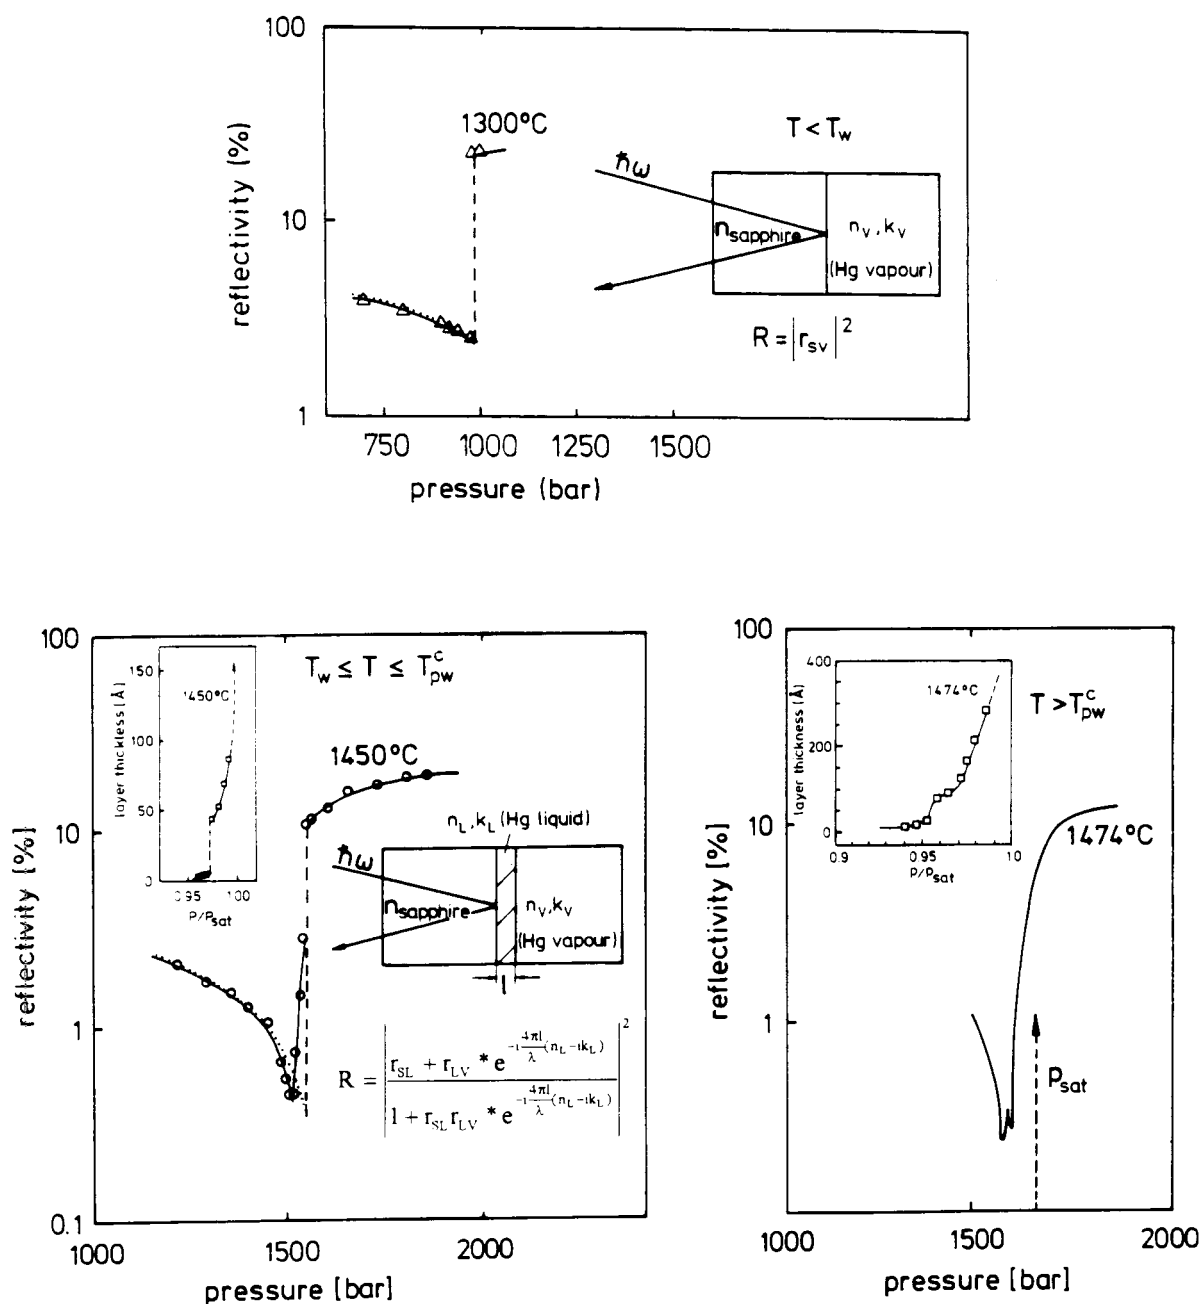 100
1300°C
T < T_w
ħω
reflectivity (%)
10
n_sapphire
n_v, k_v
(Hg vapour)
R = |r_sv|^2
1
750 1000 1250 1500
pressure (bar)
100
T_w ≤ T ≤ T_pw^c
150
1450°C
layer thickless [Å]
100
50
0
0.95 1.00
P/P_sat
1450°C
10
n_L, k_L (Hg liquid)
ħω
n_sapphire
n_v, k_v
(Hg vapour)
l
reflectivity [%]
1
R = |(r_SL + r_LV * e^(-i 4πl/λ (n_L - ik_L))) / (1 + r_SL r_LV * e^(-i 4πl/λ (n_L - ik_L)))|^2
0.1
1000 1500 2000
pressure [bar]
100
400
1474°C
T > T_pw^c
layer thickness [Å]
200
0
0.9 0.95 1.0
P/P_sat
10
1474°C
reflectivity [%]
1
p_sat
1000 1500 2000
pressure [bar]